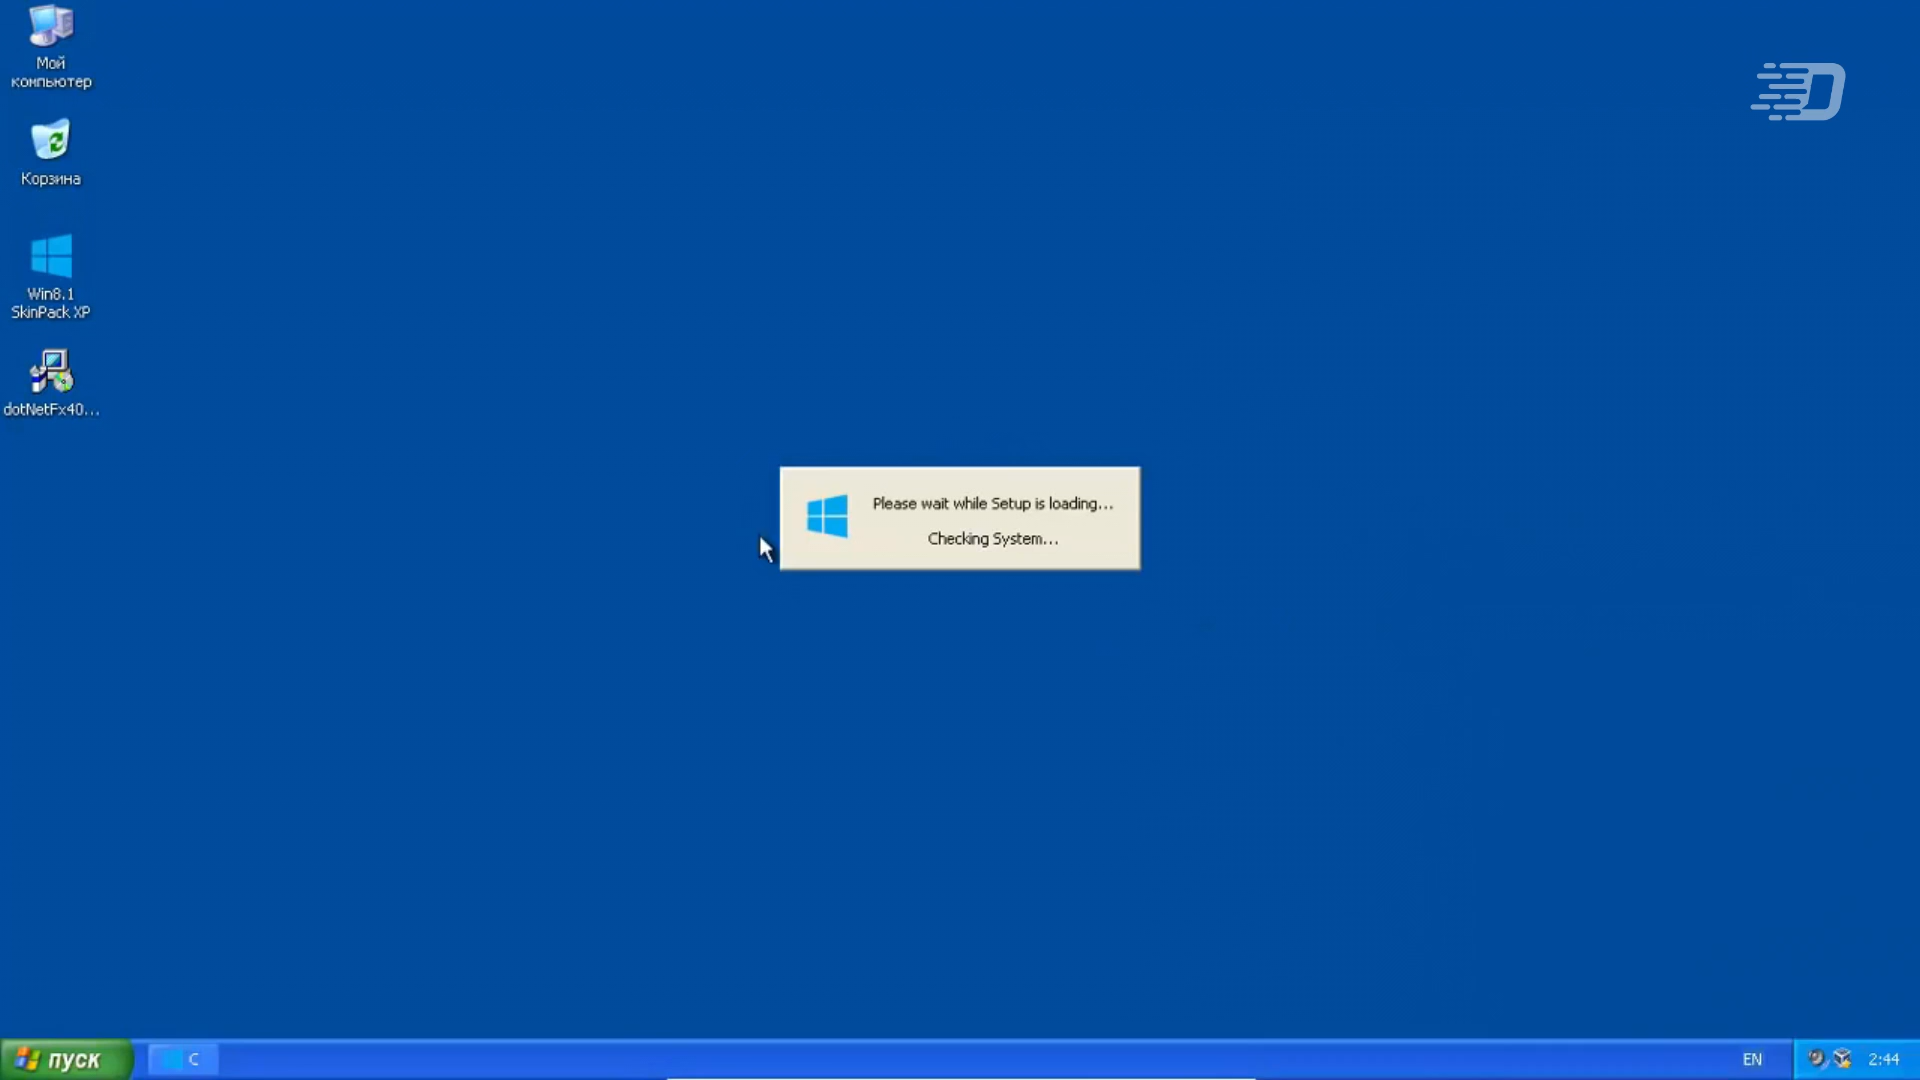 Мой
компьютер
Корзина
Win8.1
SkinPack XP
dotNetFx40...
Please wait while Setup is loading...
Checking System...
пуск
C
EN
2:44